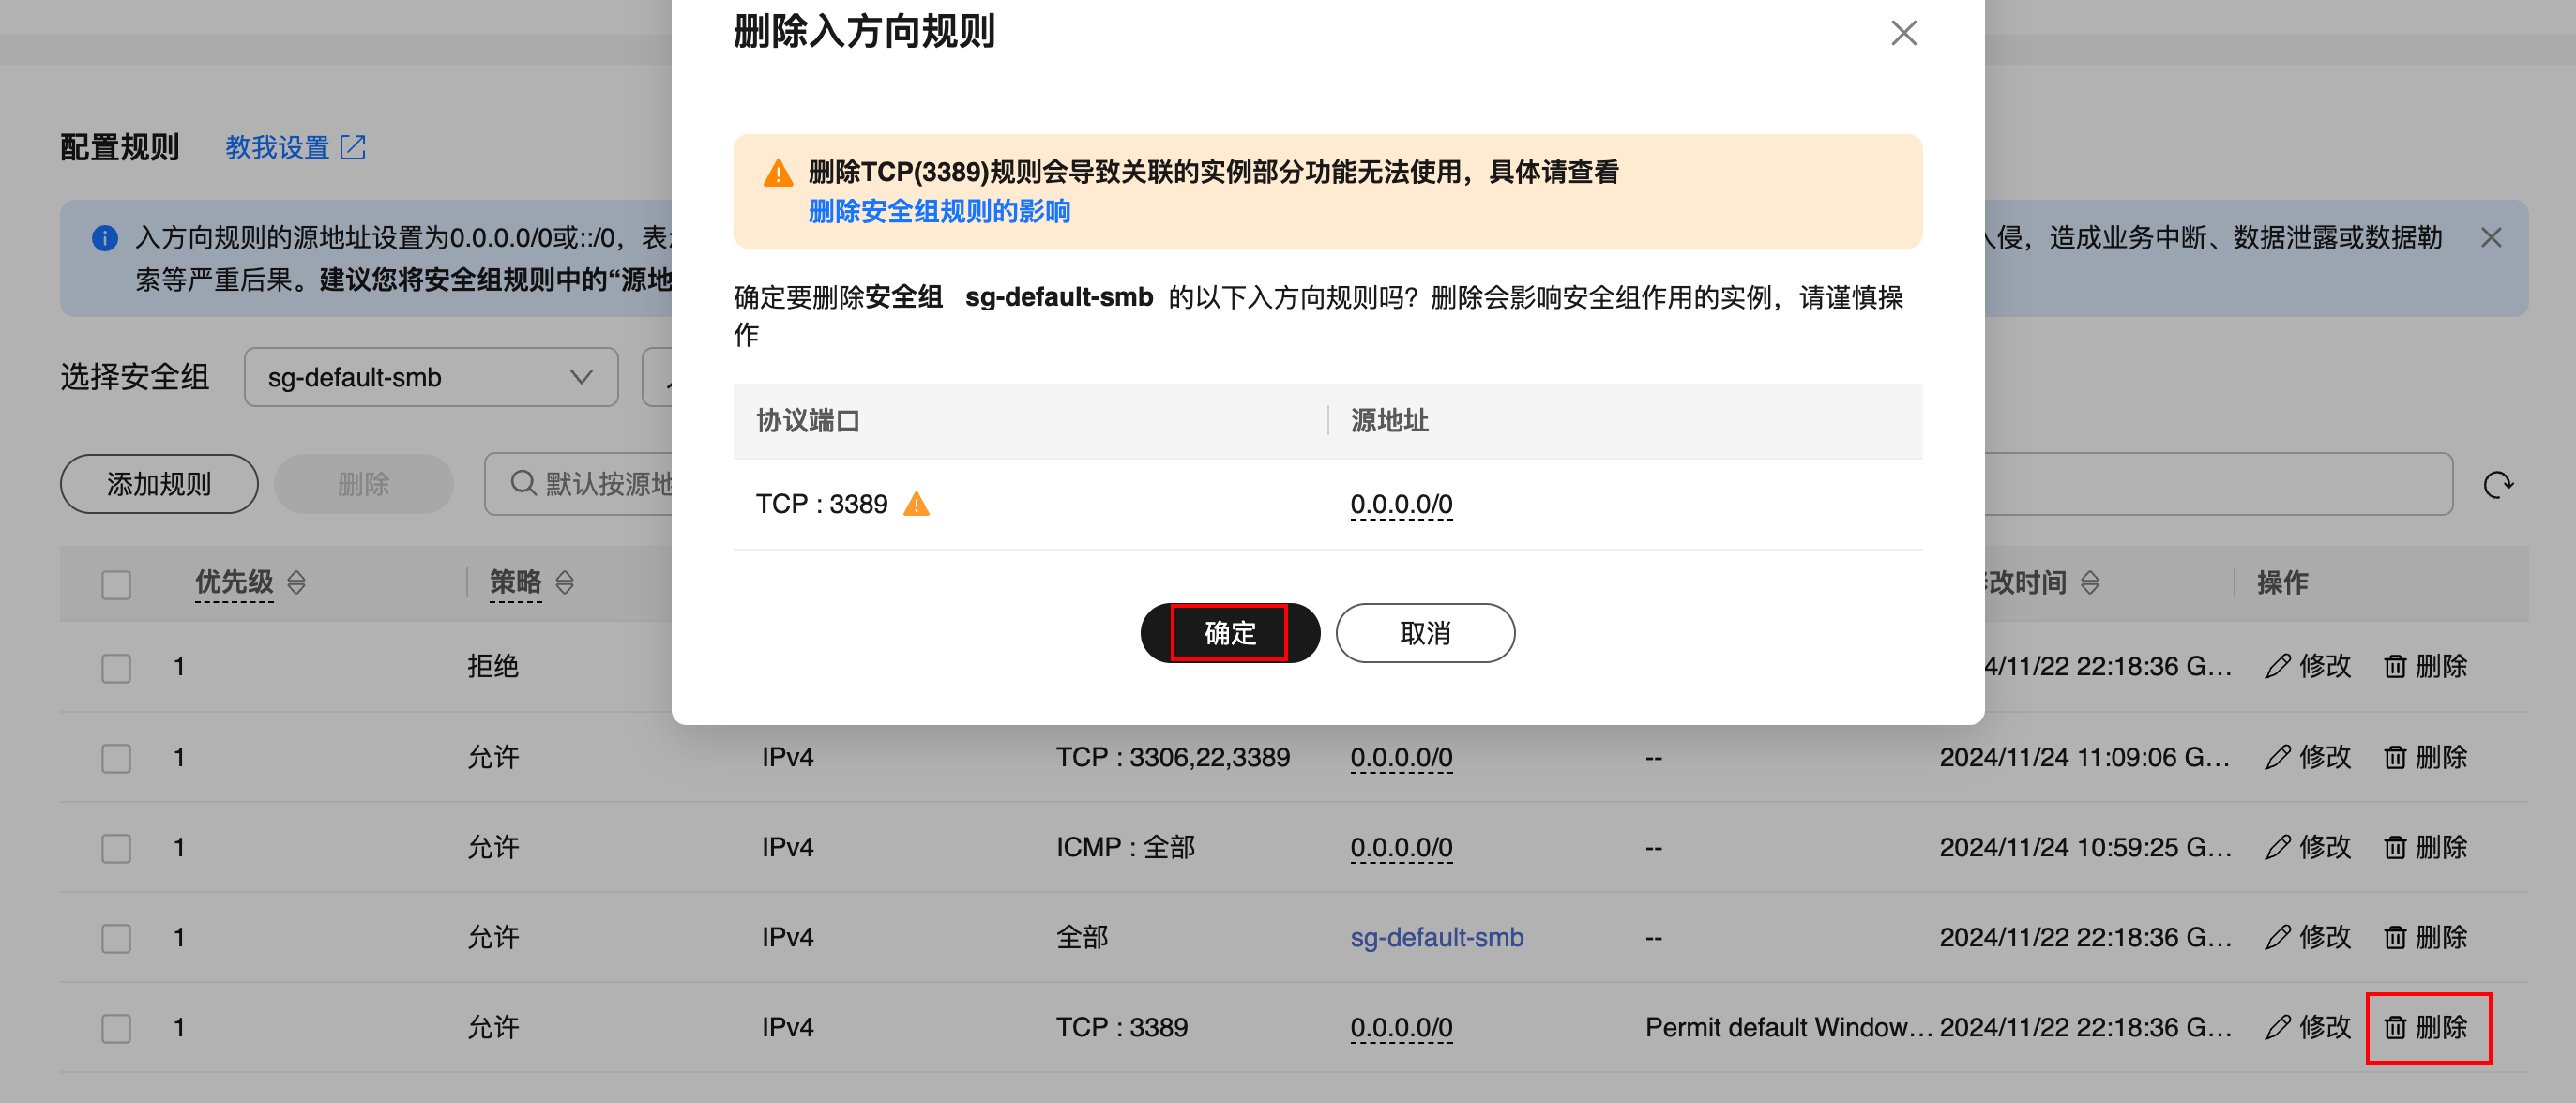 删除入方向规则
配置规则 教我设置
删除TCP(3389)规则会导致关联的实例部分功能无法使用，具体请查看
删除安全组规则的影响
入方向规则的源地址设置为0.0.0.0/0或::/0，表 侵，造成业务中断、数据泄露或数据勒
索等严重后果。建议您将安全组规则中的“源地
确定要删除安全组 sg-default-smb 的以下入方向规则吗？删除会影响安全组作用的实例，请谨慎操
作
选择安全组 sg-default-smb
协议端口 源地址
添加规则 删除 默认按源地
TCP : 3389 0.0.0.0/0
优先级 策略 改时间 操作
确定 取消
1 拒绝 4/11/22 22:18:36 G... 修改 删除
1 允许 IPv4 TCP : 3306,22,3389 0.0.0.0/0 -- 2024/11/24 11:09:06 G... 修改 删除
1 允许 IPv4 ICMP : 全部 0.0.0.0/0 -- 2024/11/24 10:59:25 G... 修改 删除
1 允许 IPv4 全部 sg-default-smb -- 2024/11/22 22:18:36 G... 修改 删除
1 允许 IPv4 TCP : 3389 0.0.0.0/0 Permit default Window... 2024/11/22 22:18:36 G... 修改 删除